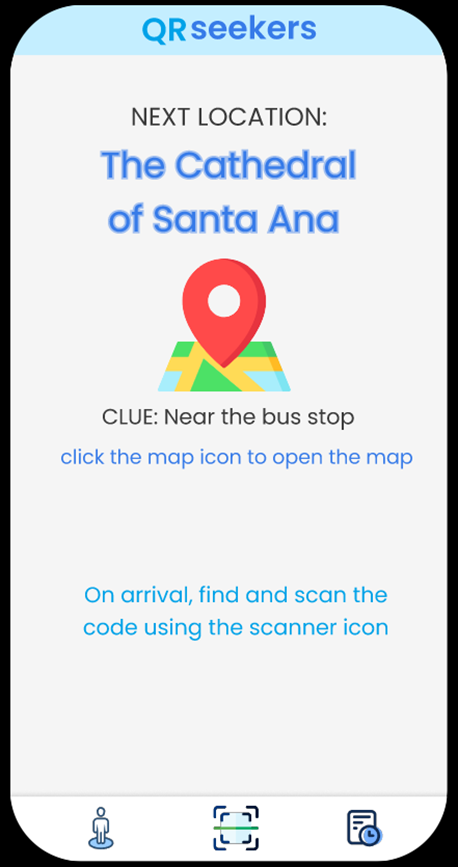 QRseekers
NEXT LOCATION:
The Cathedral
of Santa Ana
CLUE: Near the bus stop
click the map icon to open the map
On arrival, find and scan the
code using the scanner icon